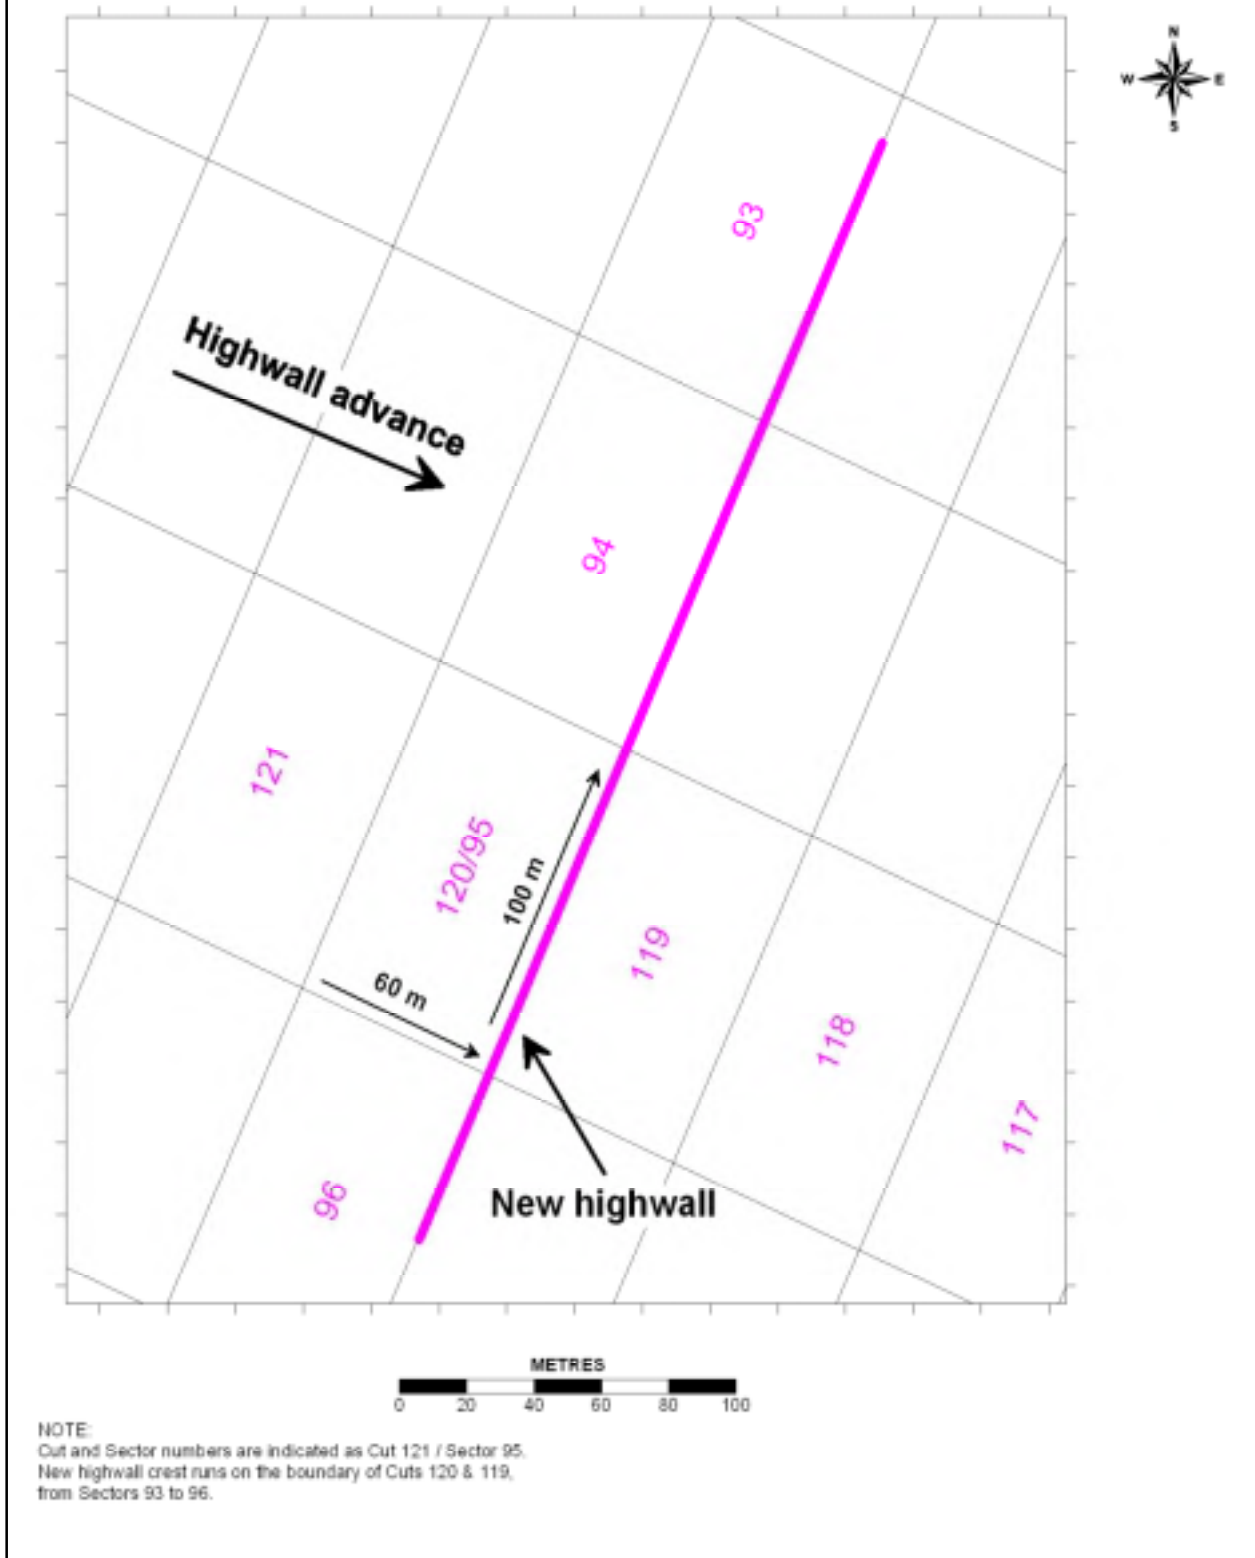 N
W E
S
93
Highwall advance
94
121
120/95
100 m
119
60 m
118
117
96
New highwall
METRES
0 20 40 60 80 100
NOTE:
Cut and Sector numbers are indicated as Cut 121 / Sector 95.
New highwall crest runs on the boundary of Cuts 120 & 119,
from Sectors 93 to 96.